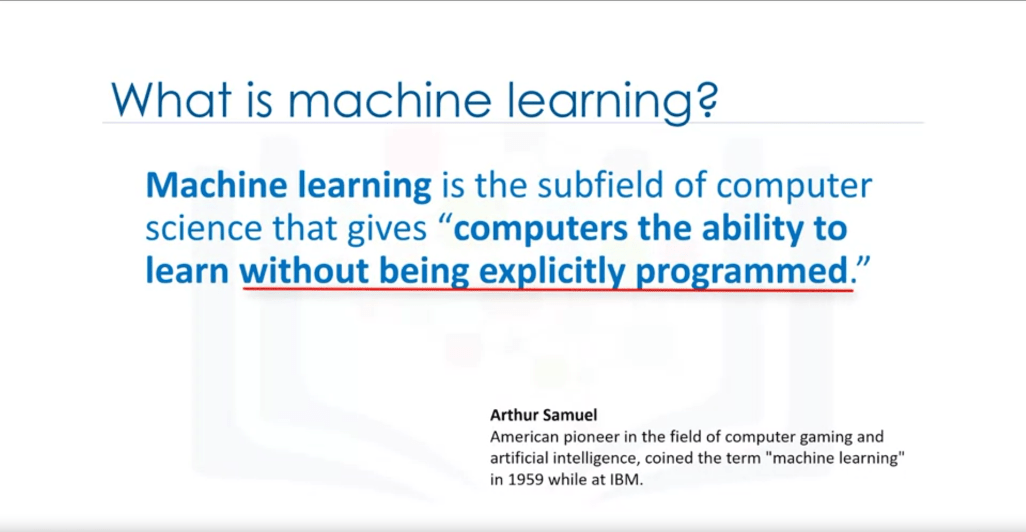 What is machine learning?
Machine learning is the subfield of computer
science that gives “computers the ability to
learn without being explicitly programmed.”
Arthur Samuel
American pioneer in the field of computer gaming and
artificial intelligence, coined the term "machine learning"
in 1959 while at IBM.